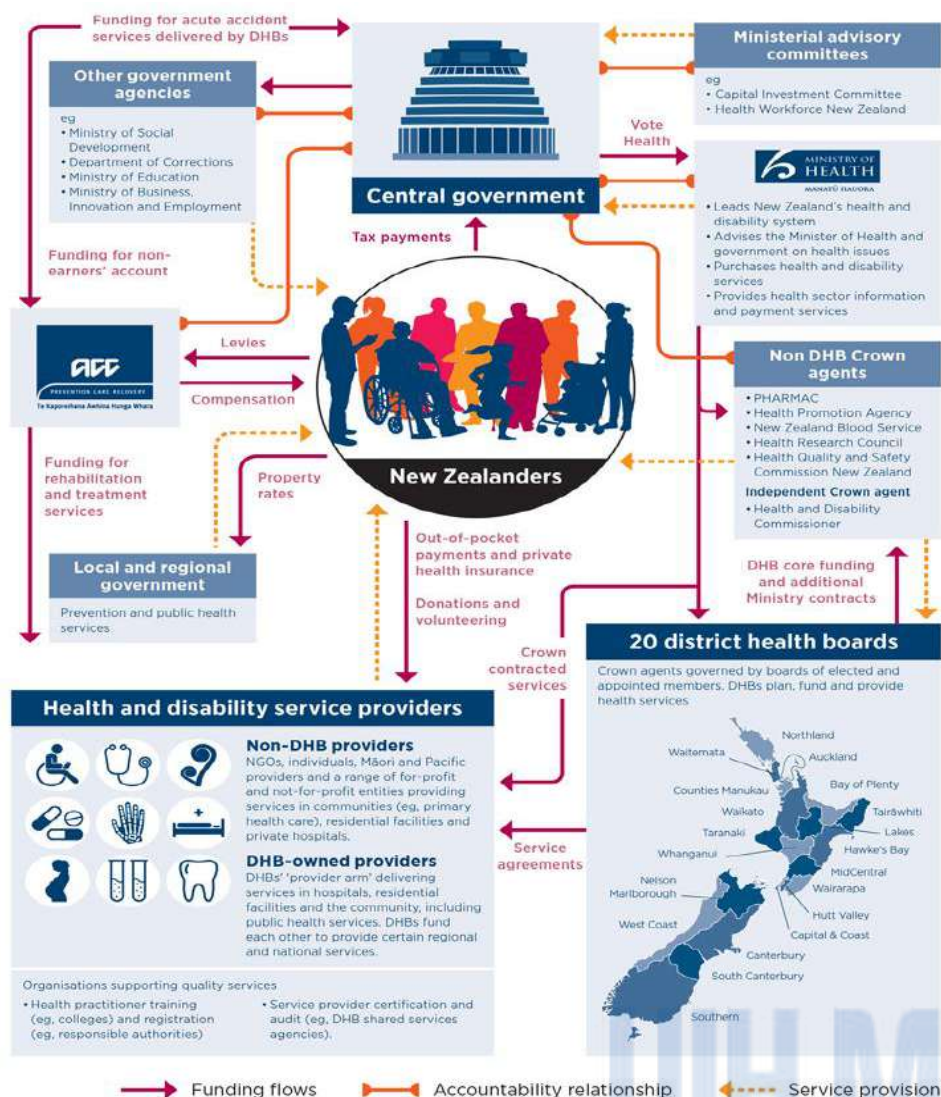 Funding for acute accident
services delivered by DHBs
Other government
agencies
eg
• Ministry of Social
Development
• Department of Corrections
• Ministry of Education
• Ministry of Business,
Innovation and Employment
Central government
Ministerial advisory
committees
eg
• Capital Investment Committee
• Health Workforce New Zealand
Vote
Health
MINISTRY OF
HEALTH
MANATŪ HAUORA
• Leads New Zealand's health and
disability system
• Advises the Minister of Health and
government on health issues
• Purchases health and disability
services
• Provides health sector information
and payment services
Tax payments
Funding for non-
earners' account
acc
PREVENTION CARE RECOVERY
Te Kaporeihana Āwhina Hunga Whara
Levies
Compensation
New Zealanders
Non DHB Crown
agents
• PHARMAC
• Health Promotion Agency
• New Zealand Blood Service
• Health Research Council
• Health Quality and Safety
Commission New Zealand
Independent Crown agent
• Health and Disability
Commissioner
Funding for
rehabilitation
and treatment
services
Property
rates
Local and regional
government
Prevention and public health
services
Out-of-pocket
payments and private
health insurance
Donations and
volunteering
Crown
contracted
services
DHB core funding
and additional
Ministry contracts
20 district health boards
Crown agents governed by boards of elected and
appointed members. DHBs plan, fund and provide
health services
Northland
Waitemata
Auckland
Counties Manukau
Bay of Plenty
Waikato
Tairāwhiti
Taranaki
Lakes
Whanganui
Hawke's Bay
MidCentral
Nelson
Marlborough
Wairarapa
Hutt Valley
West Coast
Capital & Coast
Canterbury
South Canterbury
Southern
Health and disability service providers
Non-DHB providers
NGOs, individuals, Māori and Pacific
providers and a range of for-profit
and not-for-profit entities providing
services in communities (eg, primary
health care), residential facilities and
private hospitals.
DHB-owned providers
DHBs' 'provider arm' delivering
services in hospitals, residential
facilities and the community, including
public health services. DHBs fund
each other to provide certain regional
and national services.
Service
agreements
Organisations supporting quality services
• Health practitioner training
(eg, colleges) and registration
(eg, responsible authorities)
• Service provider certification and
audit (eg, DHB shared services
agencies).
Funding flows
Accountability relationship
Service provision